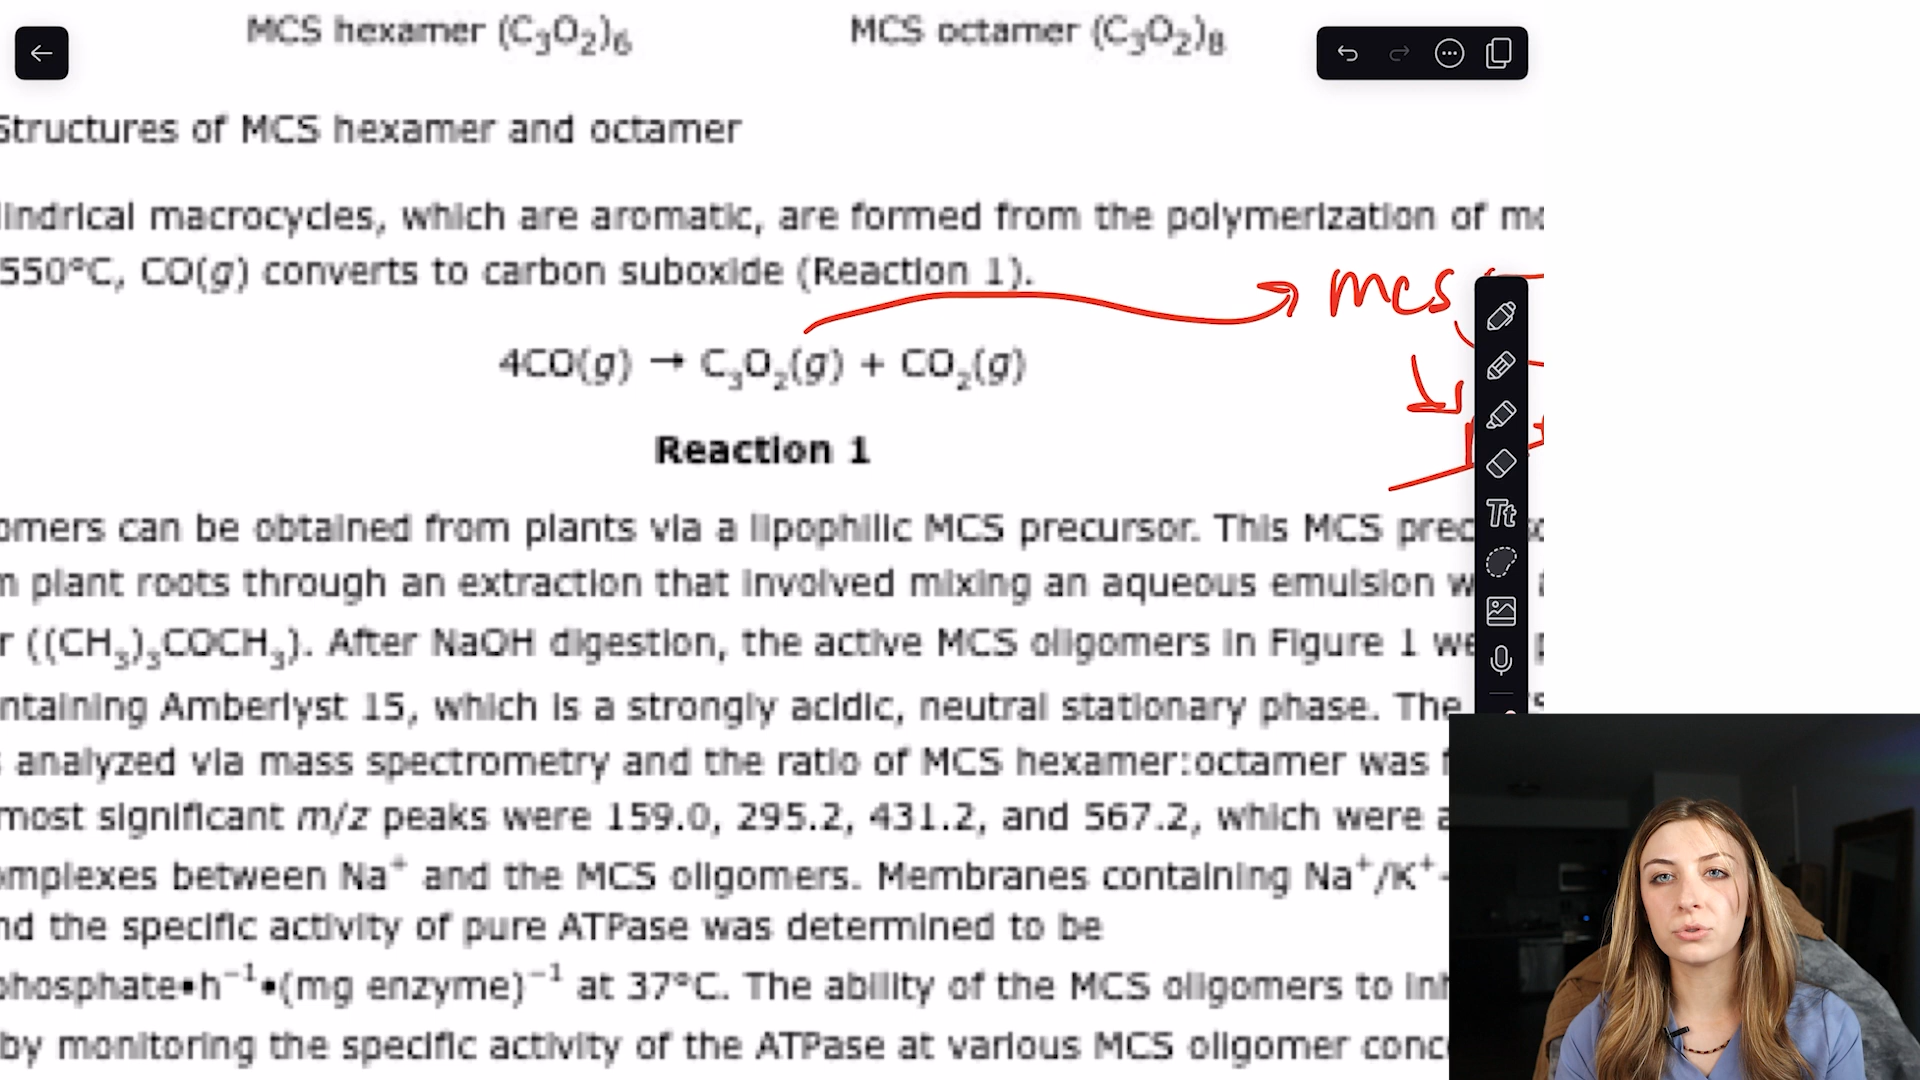 MCS hexamer (C₃O₂)₆ MCS octamer (C₃O₂)₈
Structures of MCS hexamer and octamer
lindrical macrocycles, which are aromatic, are formed from the polymerization of
550°C, CO(g) converts to carbon suboxide (Reaction 1).
mcs
4CO(g) → C₃O₂(g) + CO₂(g)
Reaction 1
omers can be obtained from plants via a lipophilic MCS precursor. This MCS prec
plant roots through an extraction that involved mixing an aqueous emulsion
r ((CH₃)₃COCH₃). After NaOH digestion, the active MCS oligomers in Figure 1 we
ntaining Amberlyst 15, which is a strongly acidic, neutral stationary phase. The
analyzed via mass spectrometry and the ratio of MCS hexamer:octamer was
most significant m/z peaks were 159.0, 295.2, 431.2, and 567.2, which were a
omplexes between Na⁺ and the MCS oligomers. Membranes containing Na⁺/K⁺-
nd the specific activity of pure ATPase was determined to be
phosphate•h⁻¹•(mg enzyme)⁻¹ at 37°C. The ability of the MCS oligomers to inh
by monitoring the specific activity of the ATPase at various MCS oligomer conc
Tt